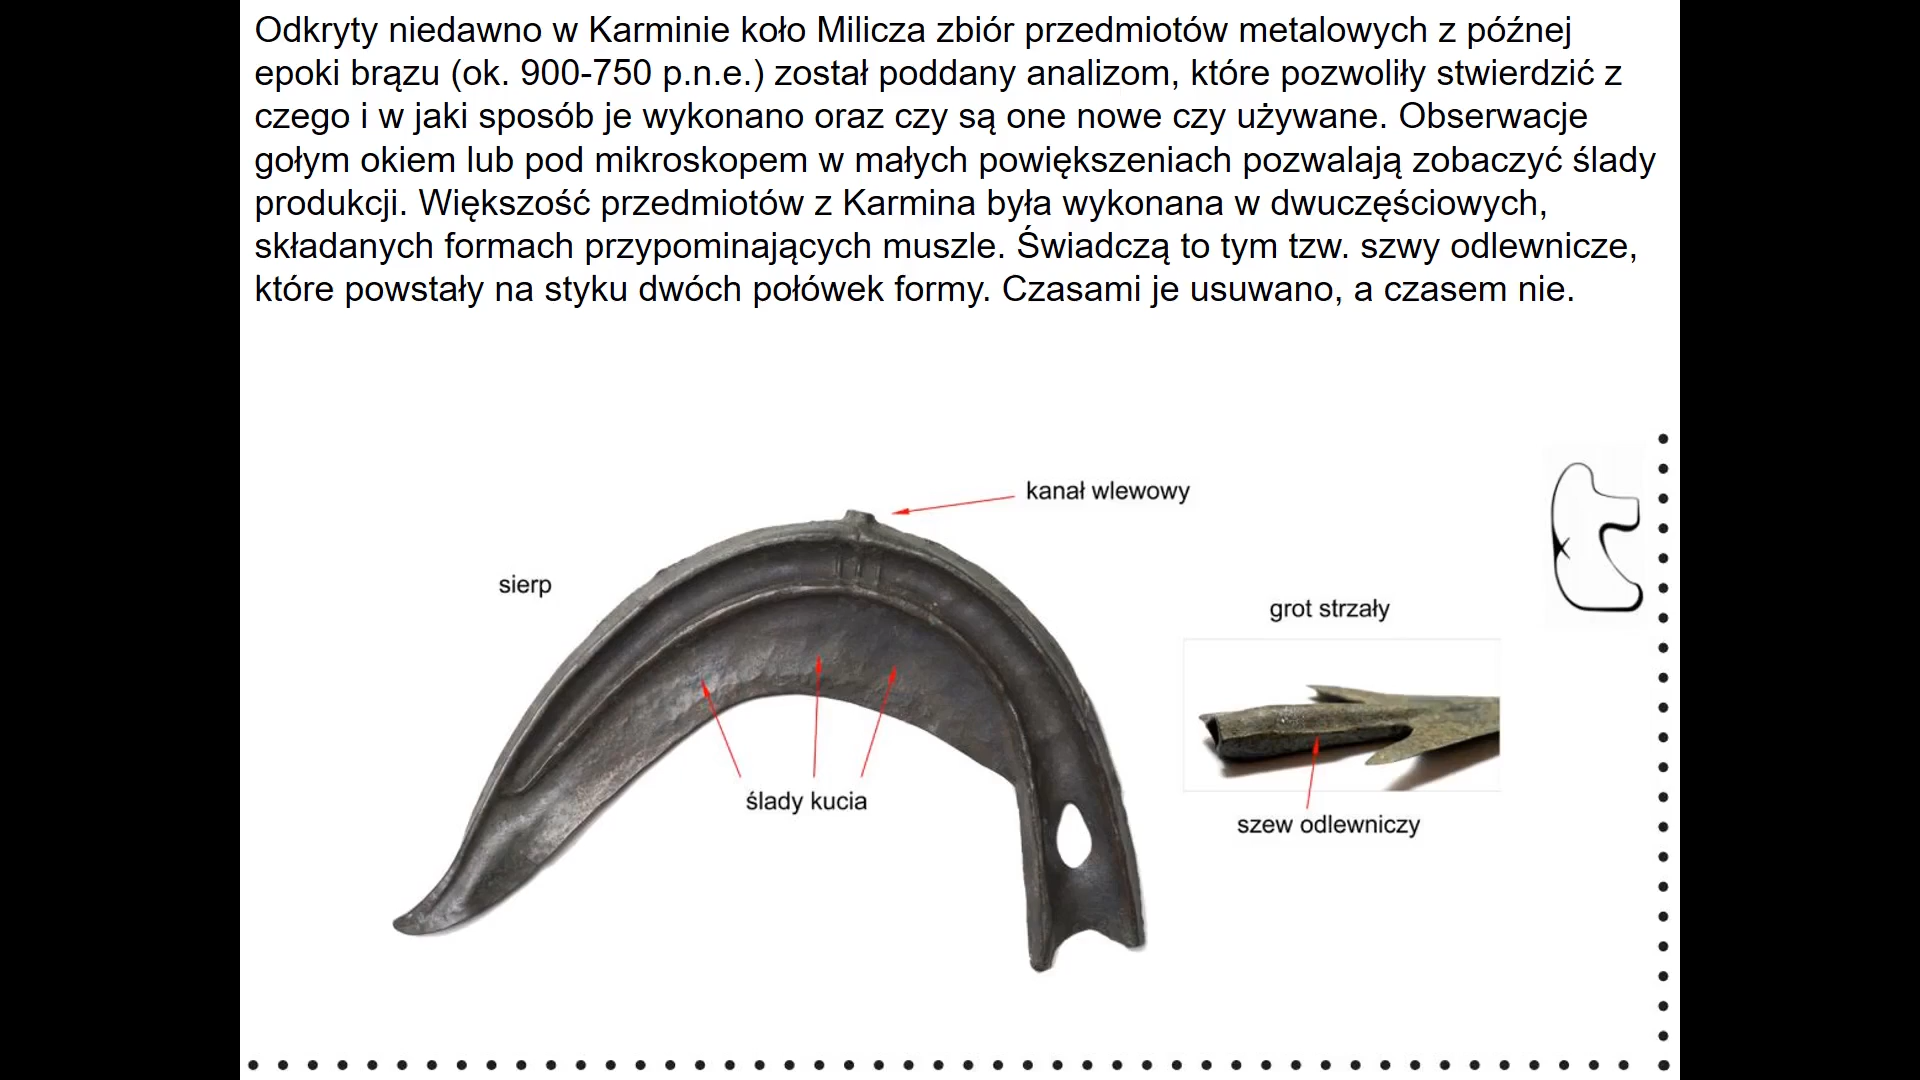 Odkryty niedawno w Karminie koło Milicza zbiór przedmiotów metalowych z późnej
epoki brązu (ok. 900-750 p.n.e.) został poddany analizom, które pozwoliły stwierdzić z
czego i w jaki sposób je wykonano oraz czy są one nowe czy używane. Obserwacje
gołym okiem lub pod mikroskopem w małych powiększeniach pozwalają zobaczyć ślady
produkcji. Większość przedmiotów z Karmina była wykonana w dwuczęściowych,
składanych formach przypominających muszle. Świadczą to tym tzw. szwy odlewnicze,
które powstały na styku dwóch połówek formy. Czasami je usuwano, a czasem nie.
kanał wlewowy
sierp
grot strzały
ślady kucia
szew odlewniczy